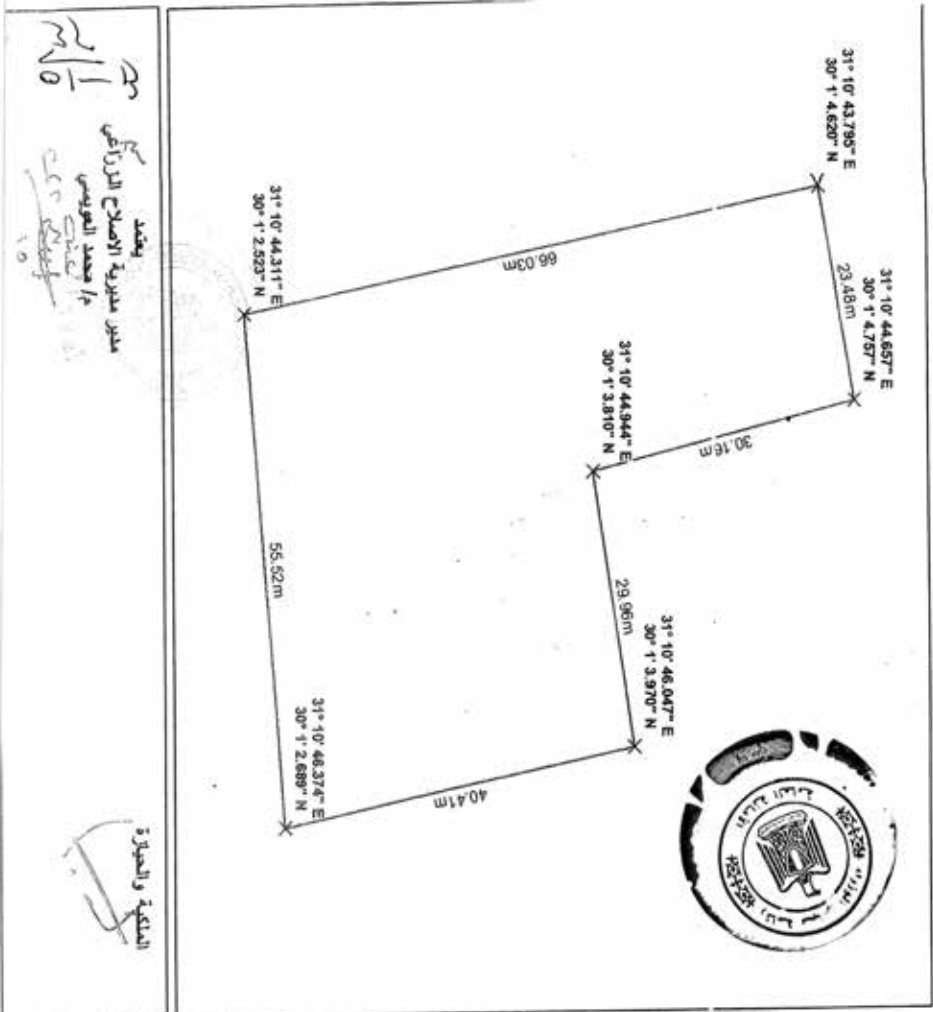 31° 10' 43.795" E
30° 1' 4.620" N
31° 10' 44.657" E
30° 1' 4.757" N
23.48m
66.03m
30.16m
31° 10' 44.944" E
30° 1' 3.810" N
29.96m
31° 10' 46.047" E
30° 1' 3.970" N
40.41m
31° 10' 44.311" E
30° 1' 2.523" N
55.52m
31° 10' 46.374" E
30° 1' 2.689" N
الملكية والحيازة
يعتمد
مدير مديرية الاصلاح الزراعي
م/ محمد العويسي